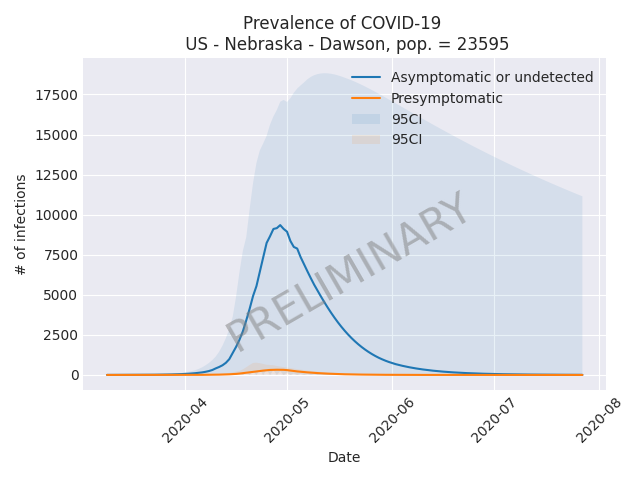 Prevalence of COVID-19
US - Nebraska - Dawson, pop. = 23595
Asymptomatic or undetected
Presymptomatic
95CI
95CI
17500
15000
12500
10000
7500
5000
2500
0
# of infections
PRELIMINARY
2020-04
2020-05
2020-06
2020-07
2020-08
Date